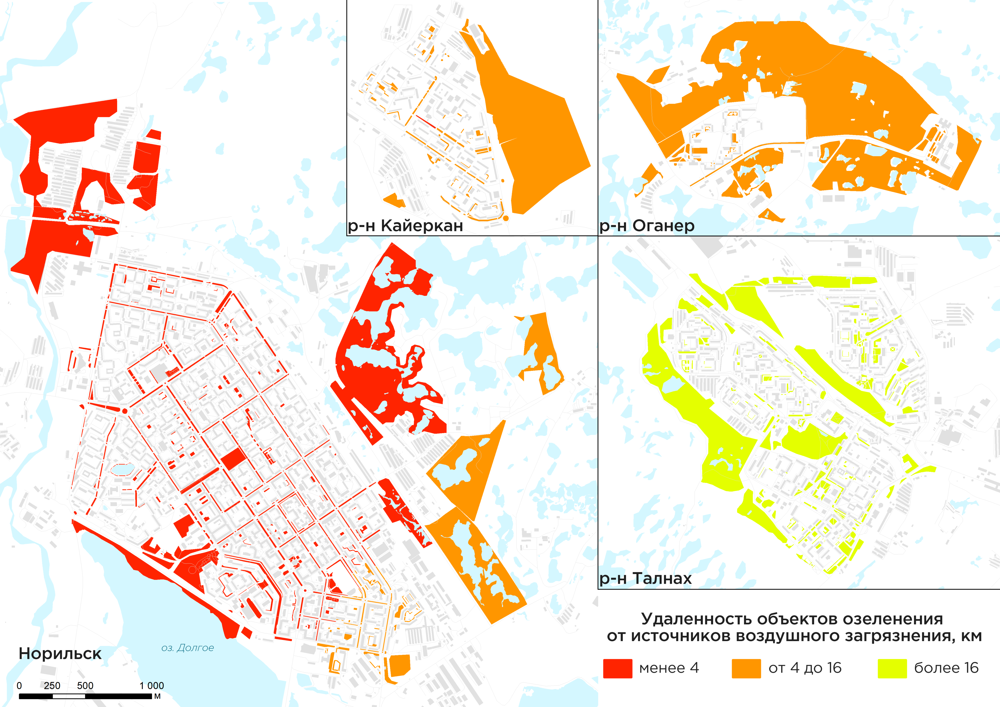 р-н Кайеркан
р-н Оганер
р-н Талнах
Норильск
оз. Долгое
0 250 500 1 000
м
Удаленность объектов озеленения
от источников воздушного загрязнения, км
менее 4
от 4 до 16
более 16